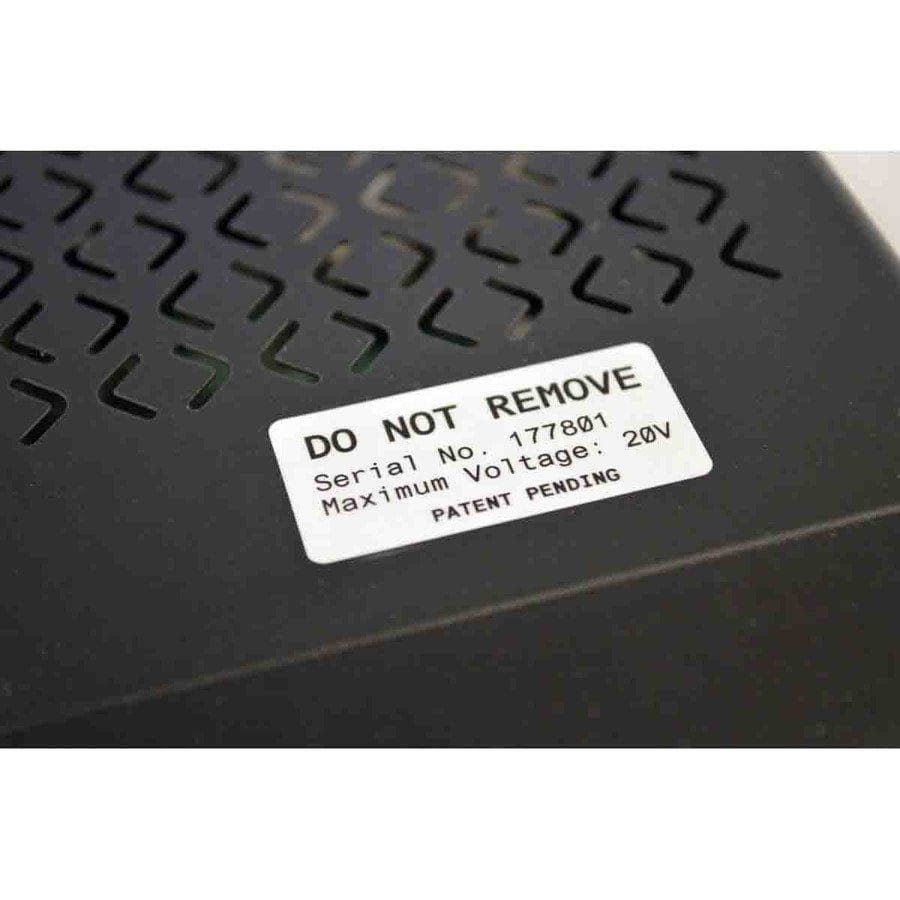 DO NOT REMOVE
Serial No. 177801
Maximum Voltage: 20V
PATENT PENDING